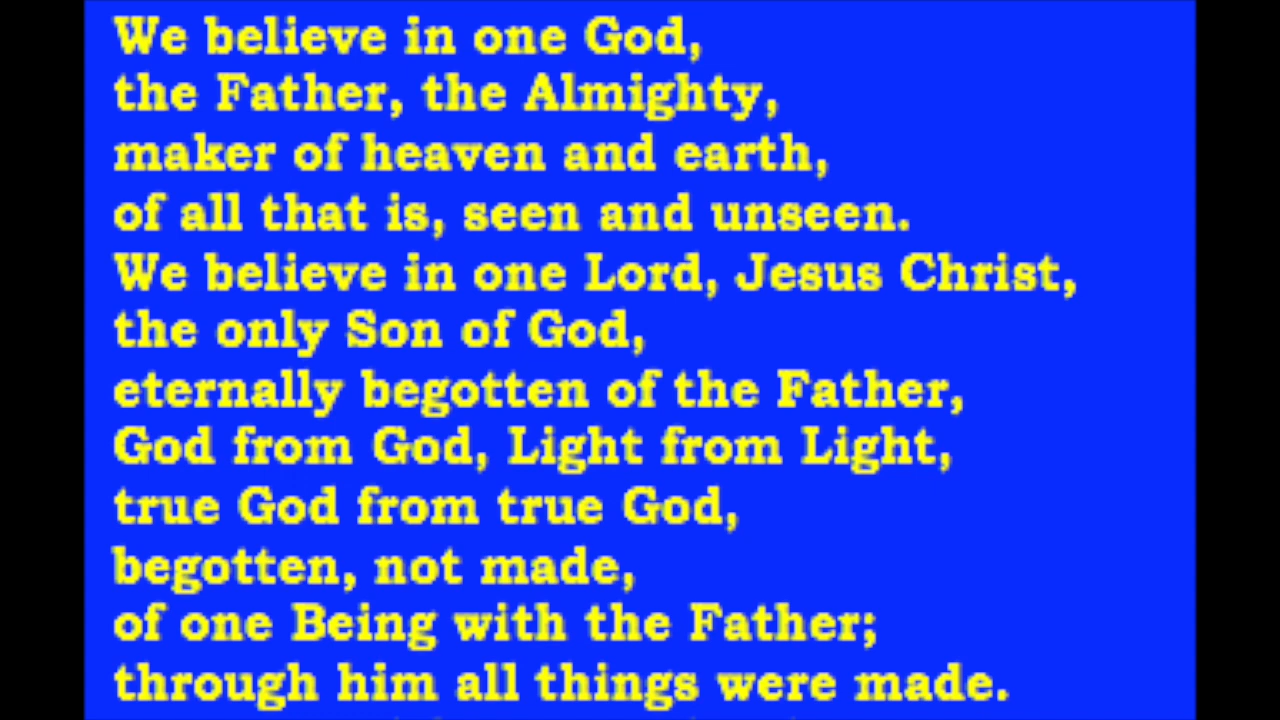 We believe in one God,
the Father, the Almighty,
maker of heaven and earth,
of all that is, seen and unseen.
We believe in one Lord, Jesus Christ,
the only Son of God,
eternally begotten of the Father,
God from God, Light from Light,
true God from true God,
begotten, not made,
of one Being with the Father;
through him all things were made.